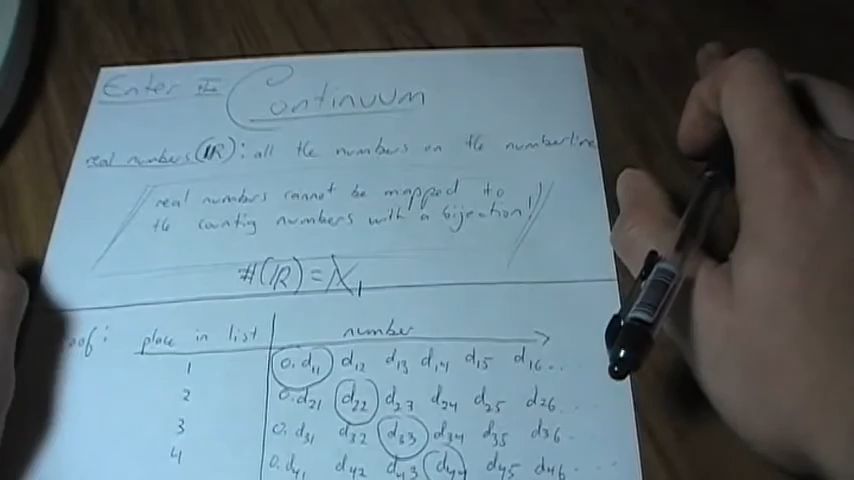 Enter the Continuum
real numbers (ℝ): all the numbers on the numberline
real numbers cannot be mapped to
the counting numbers with a bijection!
#(ℝ) = ℵ₁
place in list number
1 0.d₁₁ d₁₂ d₁₃ d₁₄ d₁₅ d₁₆...
2 0.d₂₁ d₂₂ d₂₃ d₂₄ d₂₅ d₂₆...
3 0.d₃₁ d₃₂ d₃₃ d₃₄ d₃₅ d₃₆...
4 0.d₄₁ d₄₂ d₄₃ d₄₄ d₄₅ d₄₆...